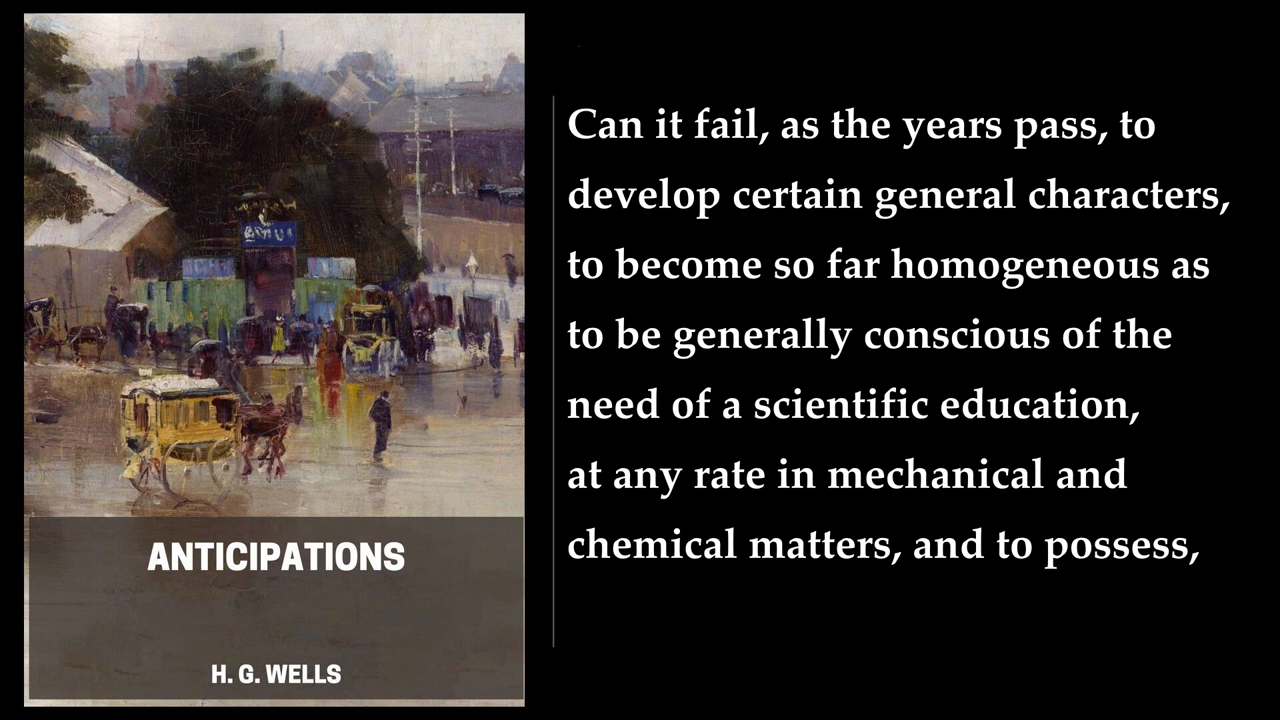 ANTICIPATIONS
H. G. WELLS
Can it fail, as the years pass, to
develop certain general characters,
to become so far homogeneous as
to be generally conscious of the
need of a scientific education,
at any rate in mechanical and
chemical matters, and to possess,